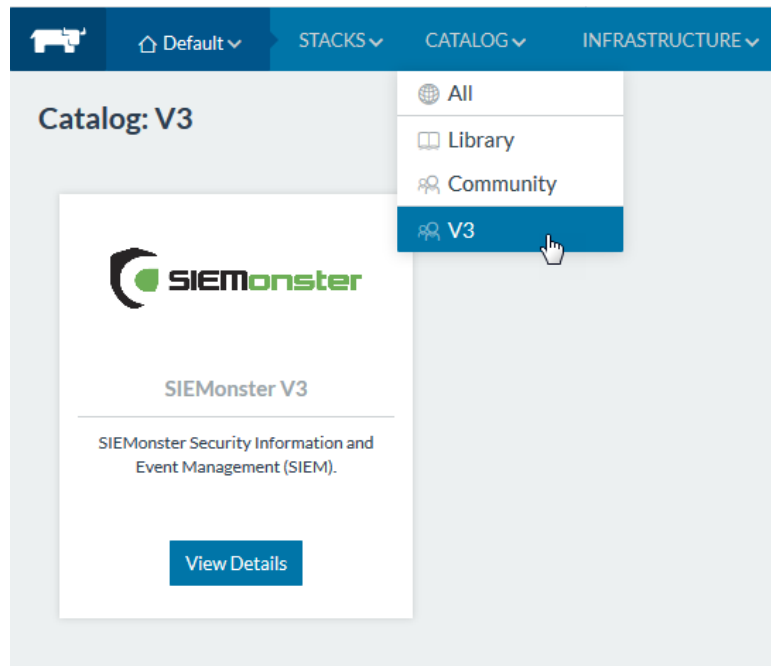 Default STACKS CATALOG INFRASTRUCTURE
Catalog: V3
All
Library
Community
V3
SIEMonster
SIEMonster V3
SIEMonster Security Information and
Event Management (SIEM).
View Details